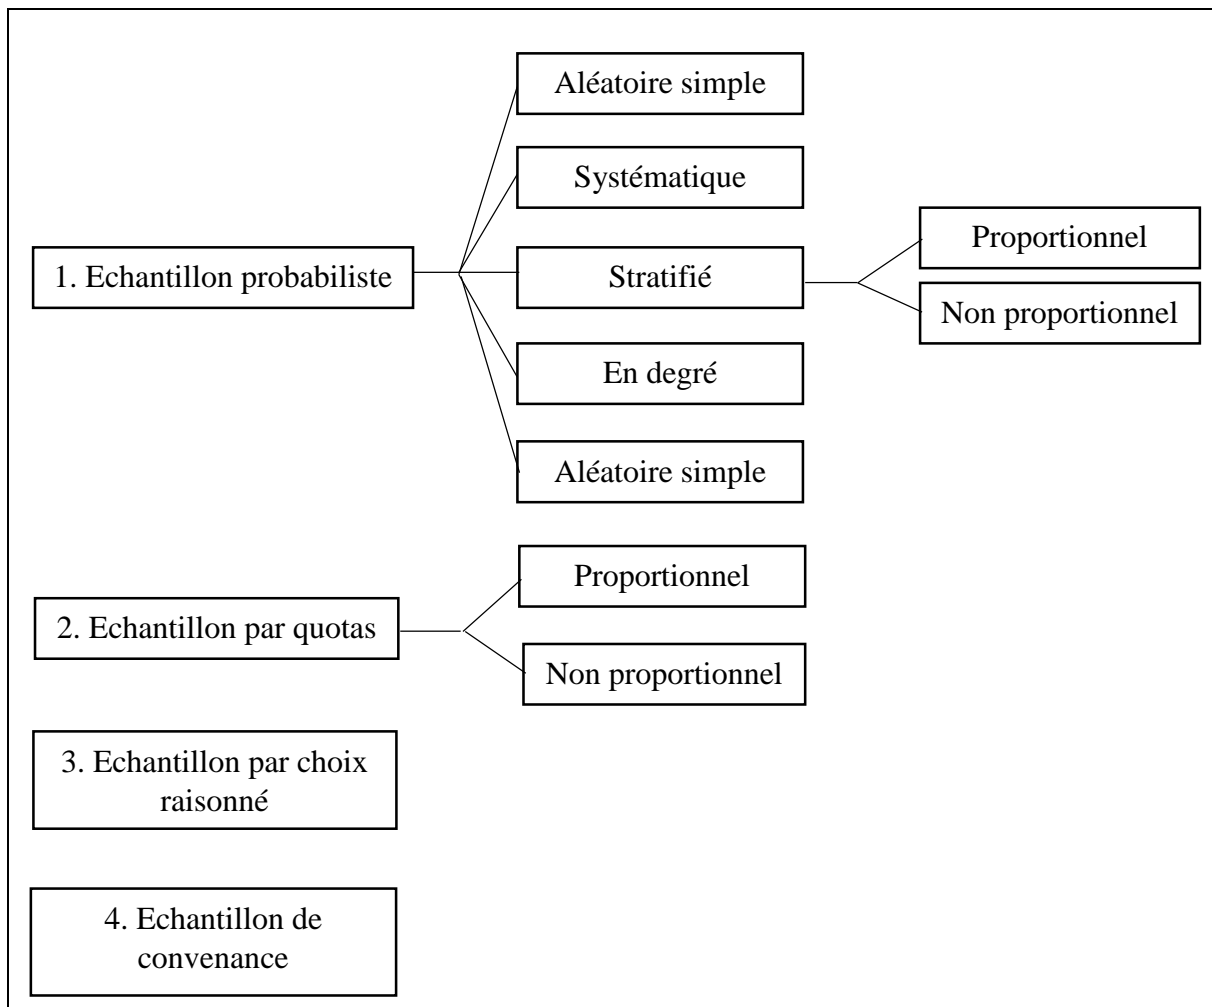 Aléatoire simple
Systématique
1. Echantillon probabiliste
Stratifié
Proportionnel
Non proportionnel
En degré
Aléatoire simple
2. Echantillon par quotas
Proportionnel
Non proportionnel
3. Echantillon par choix
raisonné
4. Echantillon de
convenance